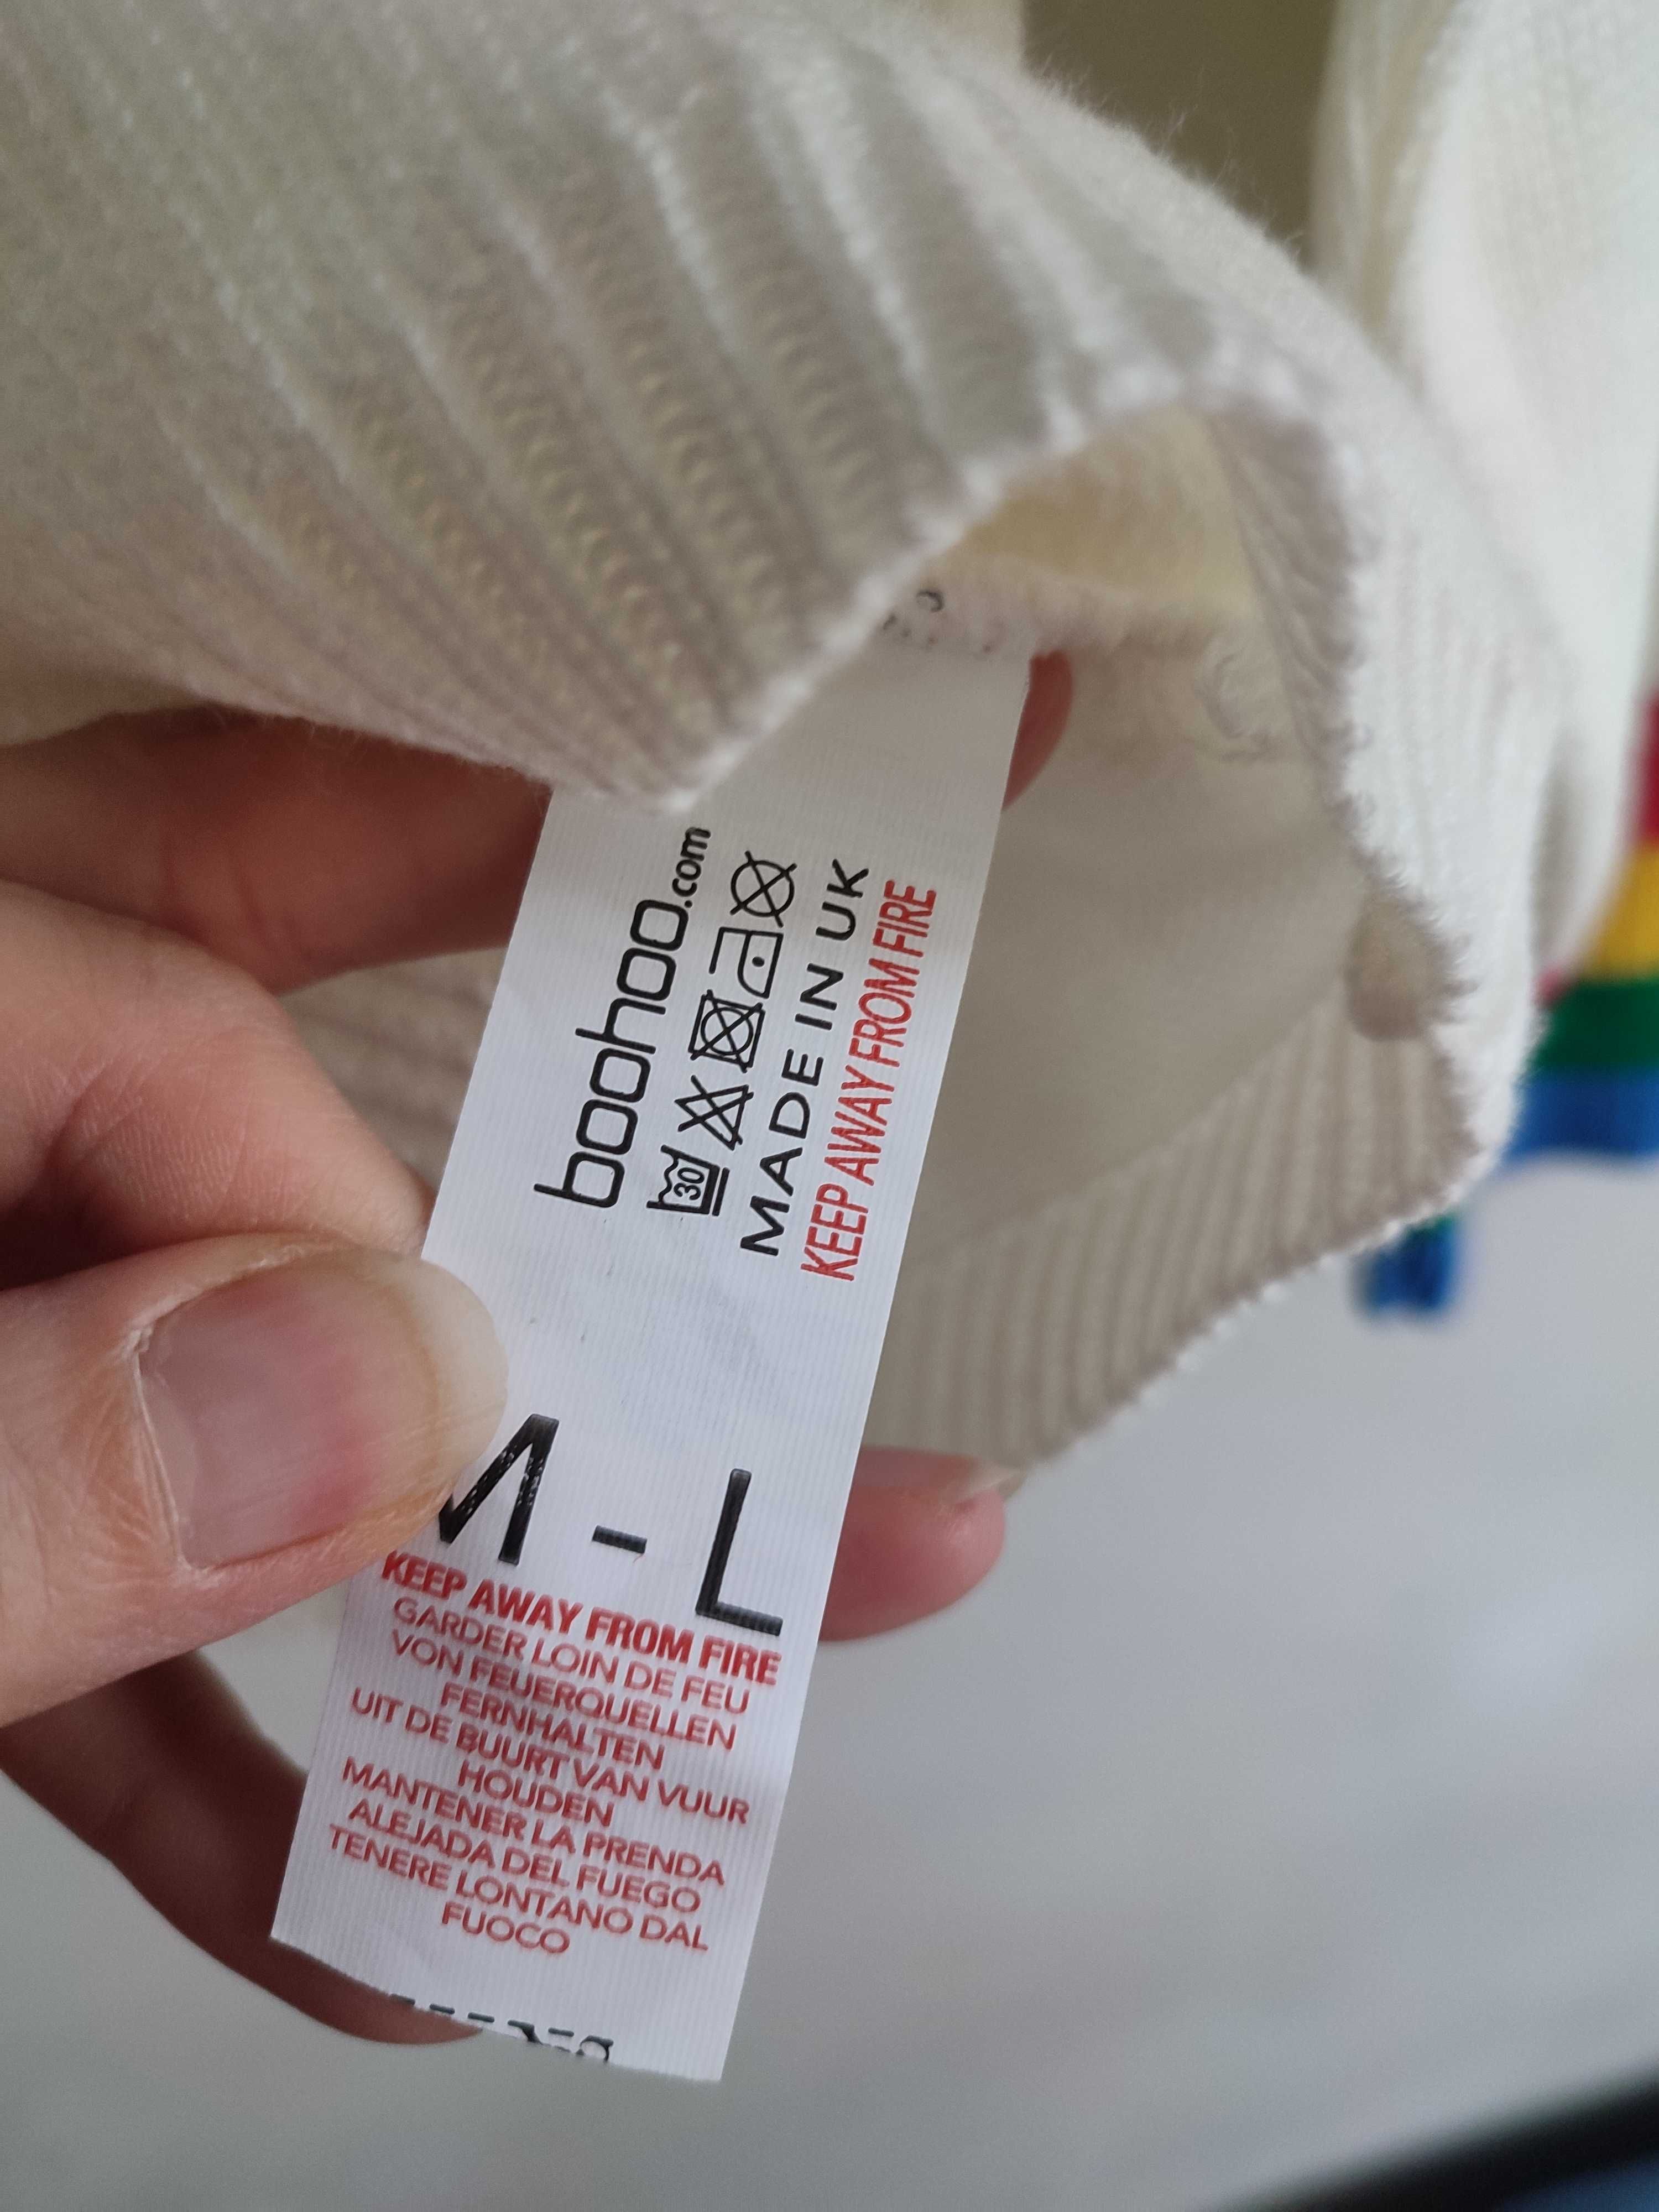 boohoo.com
30
MADE IN UK
KEEP AWAY FROM FIRE
M - L
KEEP AWAY FROM FIRE
GARDER LOIN DE FEU
VON FEUERQUELLEN
FERNHALTEN
UIT DE BUURT VAN VUUR
HOUDEN
MANTENER LA PRENDA
ALEJADA DEL FUEGO
TENERE LONTANO DAL
FUOCO